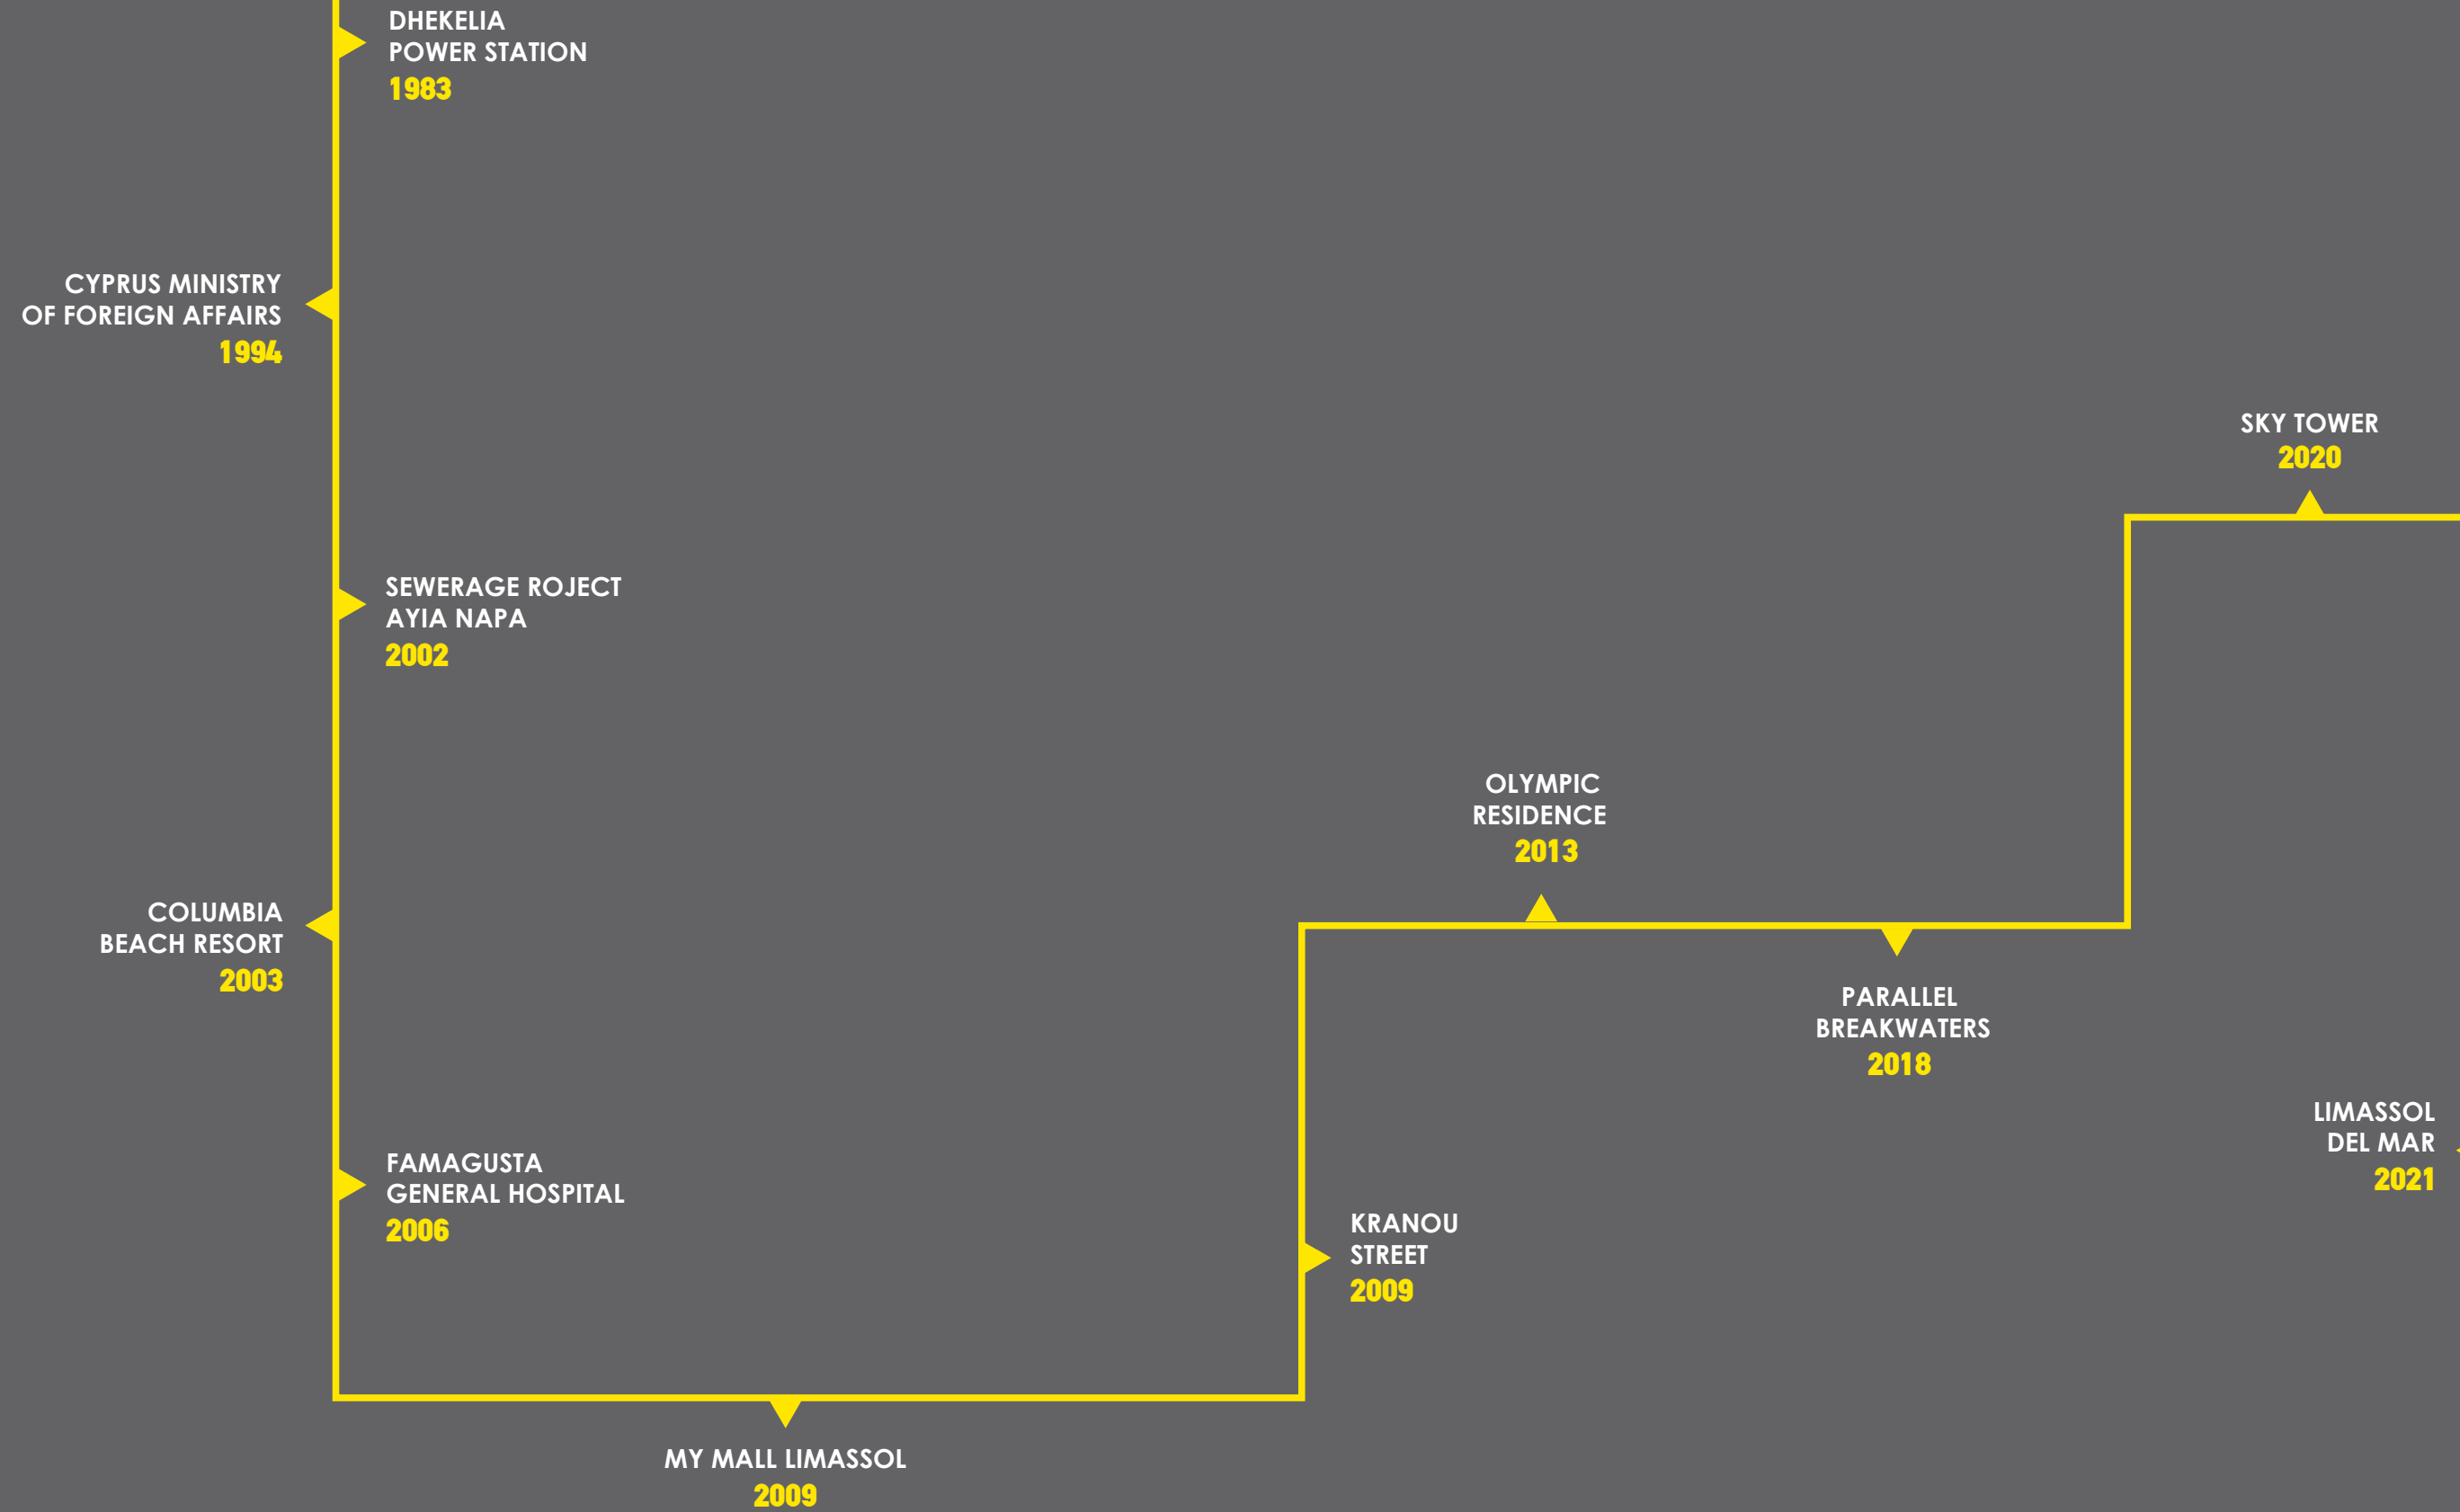 DHEKELIA
POWER STATION
1983
CYPRUS MINISTRY
OF FOREIGN AFFAIRS
1994
SEWERAGE ROJECT
AYIA NAPA
2002
COLUMBIA
BEACH RESORT
2003
FAMAGUSTA
GENERAL HOSPITAL
2006
MY MALL LIMASSOL
2009
KRANOU
STREET
2009
OLYMPIC
RESIDENCE
2013
PARALLEL
BREAKWATERS
2018
SKY TOWER
2020
LIMASSOL
DEL MAR
2021